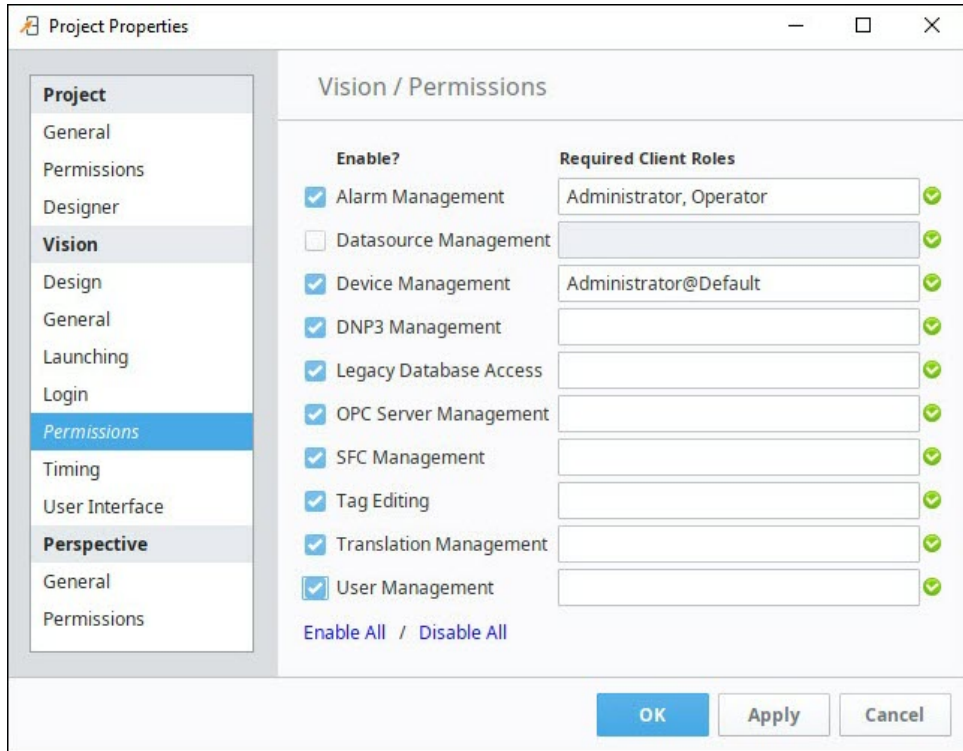 Project Properties
Project
General
Permissions
Designer
Vision
Design
General
Launching
Login
Permissions
Timing
User Interface
Perspective
General
Permissions
Vision / Permissions
Enable? Required Client Roles
Alarm Management Administrator, Operator
Datasource Management
Device Management Administrator@Default
DNP3 Management
Legacy Database Access
OPC Server Management
SFC Management
Tag Editing
Translation Management
User Management
Enable All / Disable All
OK Apply Cancel